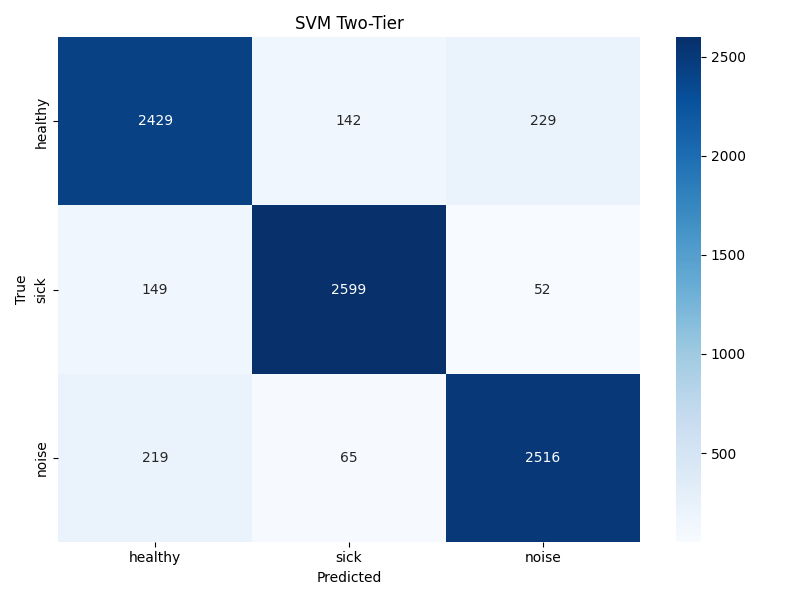 SVM Two-Tier
True
healthy
2429 142 229
sick
149 2599 52
noise
219 65 2516
healthy sick noise
Predicted
2500
2000
1500
1000
500